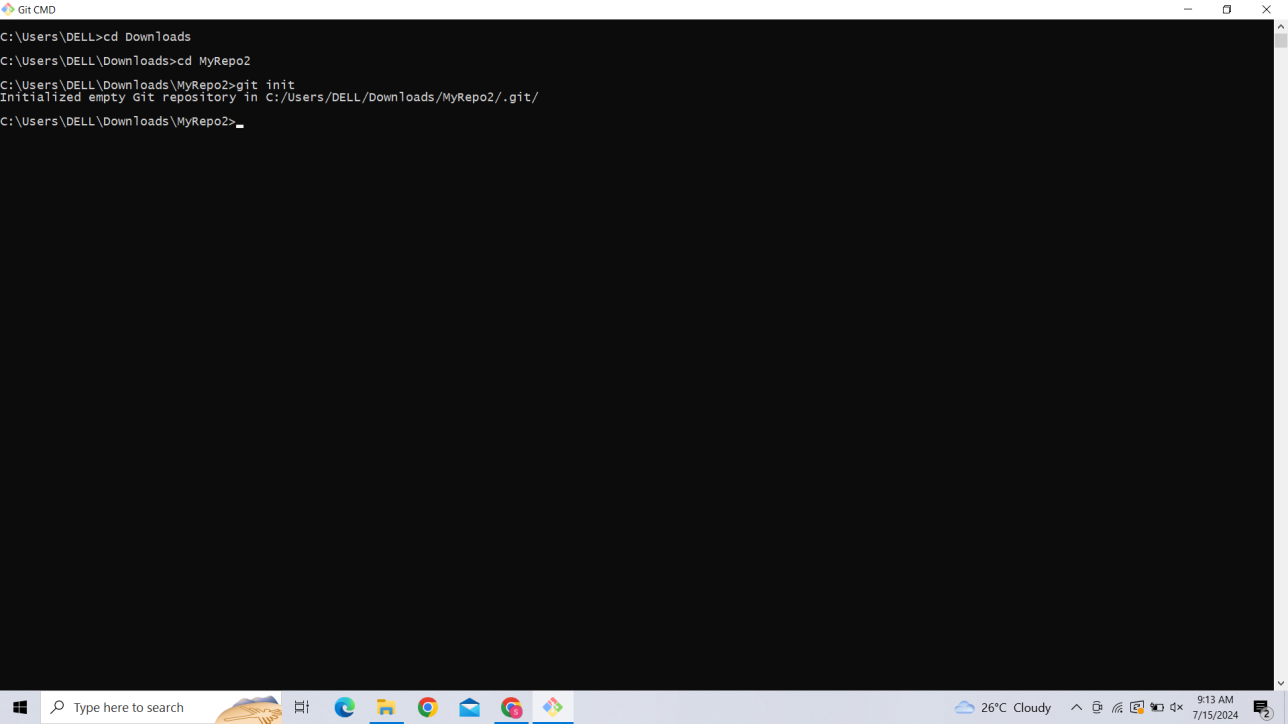 Git CMD
C:\Users\DELL>cd Downloads
C:\Users\DELL\Downloads>cd MyRepo2
C:\Users\DELL\Downloads\MyRepo2>git init
Initialized empty Git repository in C:/Users/DELL/Downloads/MyRepo2/.git/
C:\Users\DELL\Downloads\MyRepo2>
Type here to search
26°C Cloudy
9:13 AM
7/15/2024
2
S